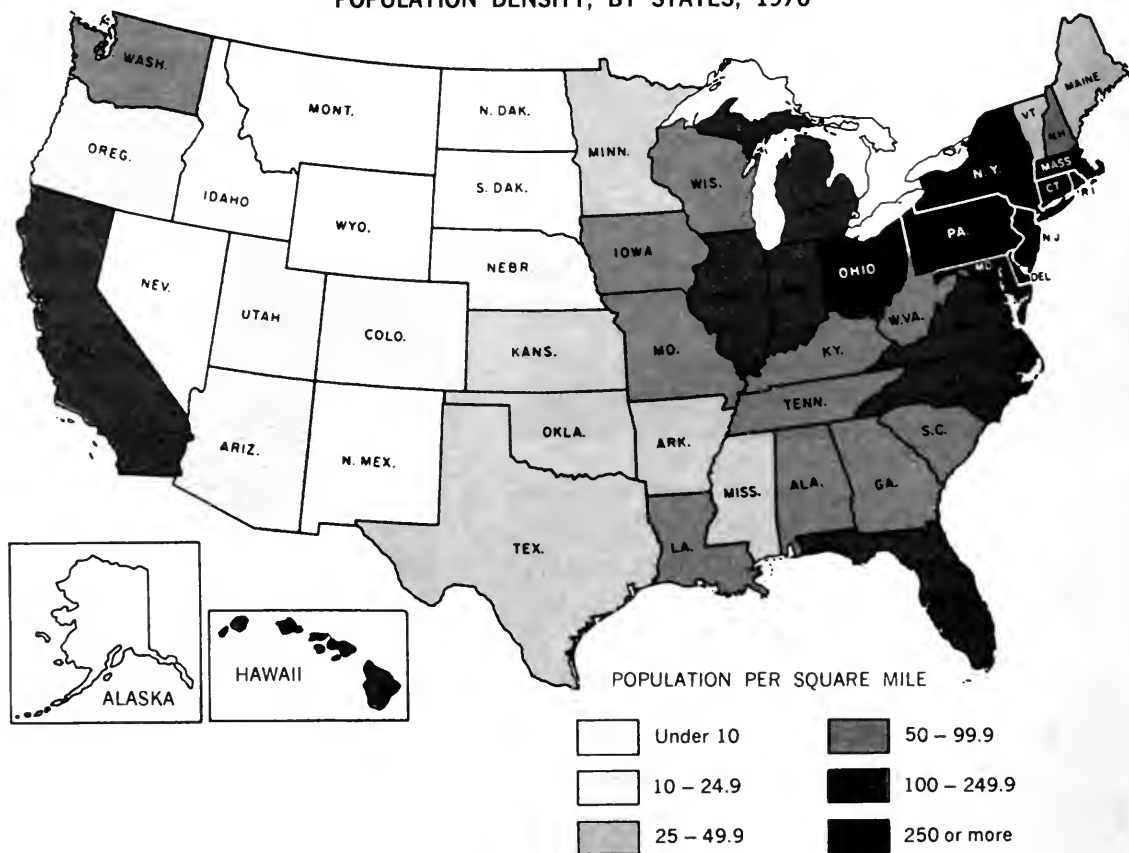 POPULATION DENSITY, BY STATES, 1970
WASH.
MONT.
N. DAK.
MINN.
MAINE
VT
NH
OREG.
IDAHO
S. DAK.
WIS.
N.Y.
MASS
CT
RI
WYO.
IOWA
PA.
NJ
NEBR
OHIO
DEL
MD
NEV.
UTAH
COLO.
KANS.
MO.
KY.
W.VA.
TENN.
ARIZ.
N. MEX.
OKLA.
ARK.
S.C.
MISS.
ALA.
GA.
TEX.
LA.
ALASKA
HAWAII
POPULATION PER SQUARE MILE
Under 10
10 – 24.9
25 – 49.9
50 – 99.9
100 – 249.9
250 or more